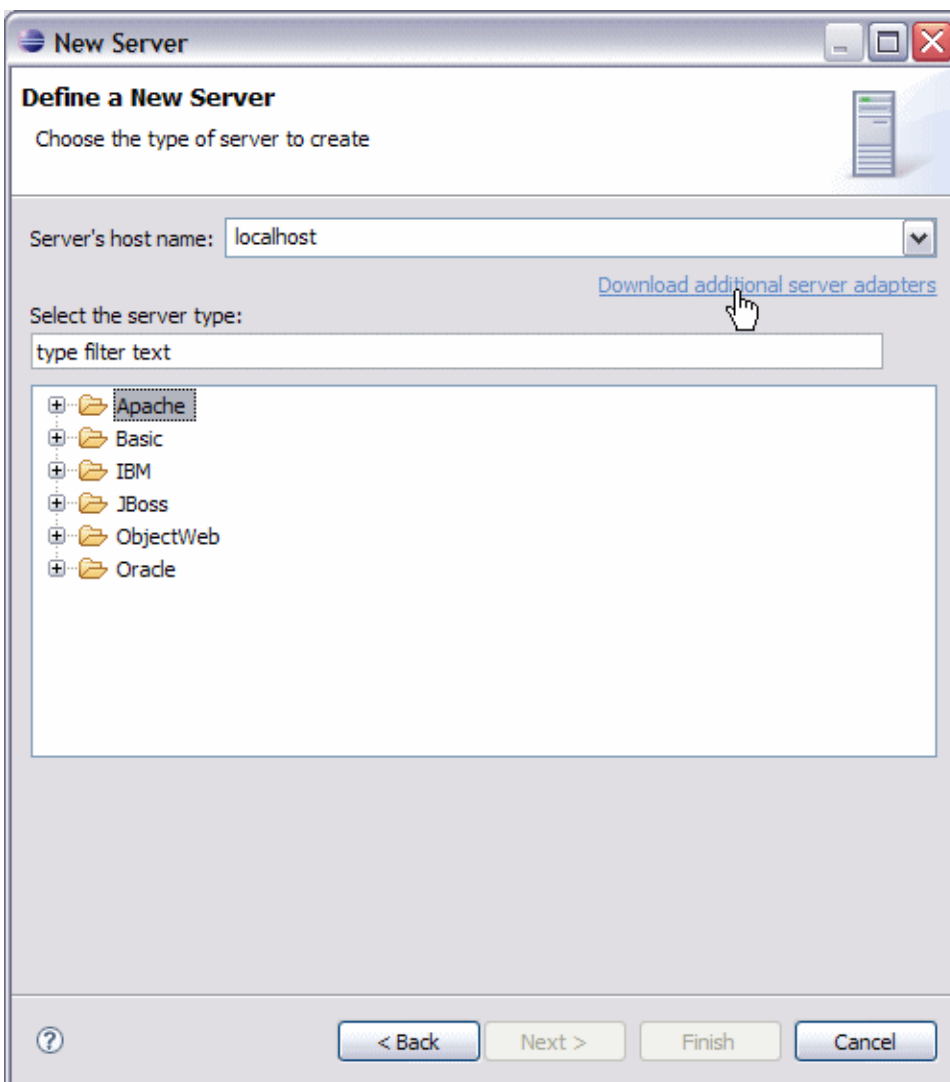 New Server
Define a New Server
Choose the type of server to create
Server's host name: localhost
Download additional server adapters
Select the server type:
type filter text
Apache
Basic
IBM
JBoss
ObjectWeb
Oracle
? < Back Next > Finish Cancel